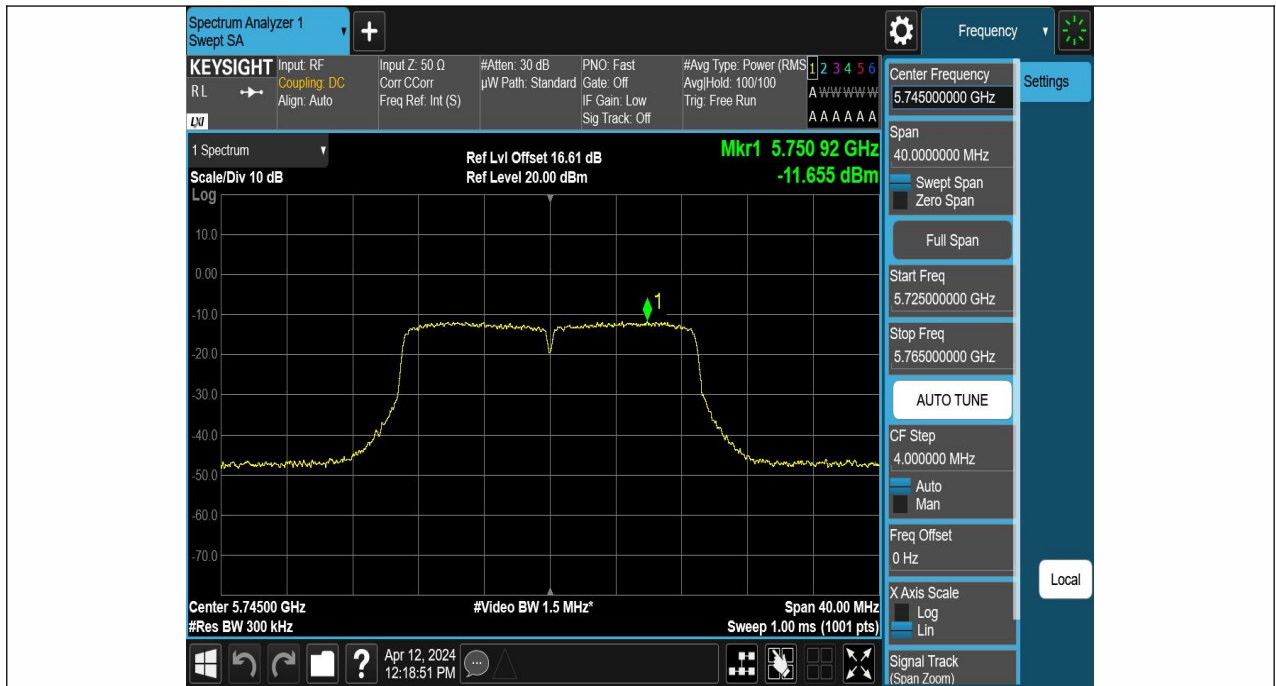 Spectrum Analyzer 1
Swept SA
Frequency
KEYSIGHT
RL
LXI
Input: RF
Coupling: DC
Align: Auto
Input Z: 50 Ω
Corr CCorr
Freq Ref: Int (S)
#Atten: 30 dB
µW Path: Standard
PNO: Fast
Gate: Off
IF Gain: Low
Sig Track: Off
#Avg Type: Power (RMS
Avg|Hold: 100/100
Trig: Free Run
1 2 3 4 5 6
A W W W W W
A A A A A A
1 Spectrum
Scale/Div 10 dB
Ref Lvl Offset 16.61 dB
Ref Level 20.00 dBm
Mkr1 5.750 92 GHz
-11.655 dBm
Log
10.0
0.00
-10.0
-20.0
-30.0
-40.0
-50.0
-60.0
-70.0
1
Center 5.74500 GHz
#Res BW 300 kHz
#Video BW 1.5 MHz*
Span 40.00 MHz
Sweep 1.00 ms (1001 pts)
Center Frequency
5.745000000 GHz
Settings
Span
40.0000000 MHz
Swept Span
Zero Span
Full Span
Start Freq
5.725000000 GHz
Stop Freq
5.765000000 GHz
AUTO TUNE
CF Step
4.000000 MHz
Auto
Man
Freq Offset
0 Hz
Local
X Axis Scale
Log
Lin
Signal Track
(Span Zoom)
?
Apr 12, 2024
12:18:51 PM